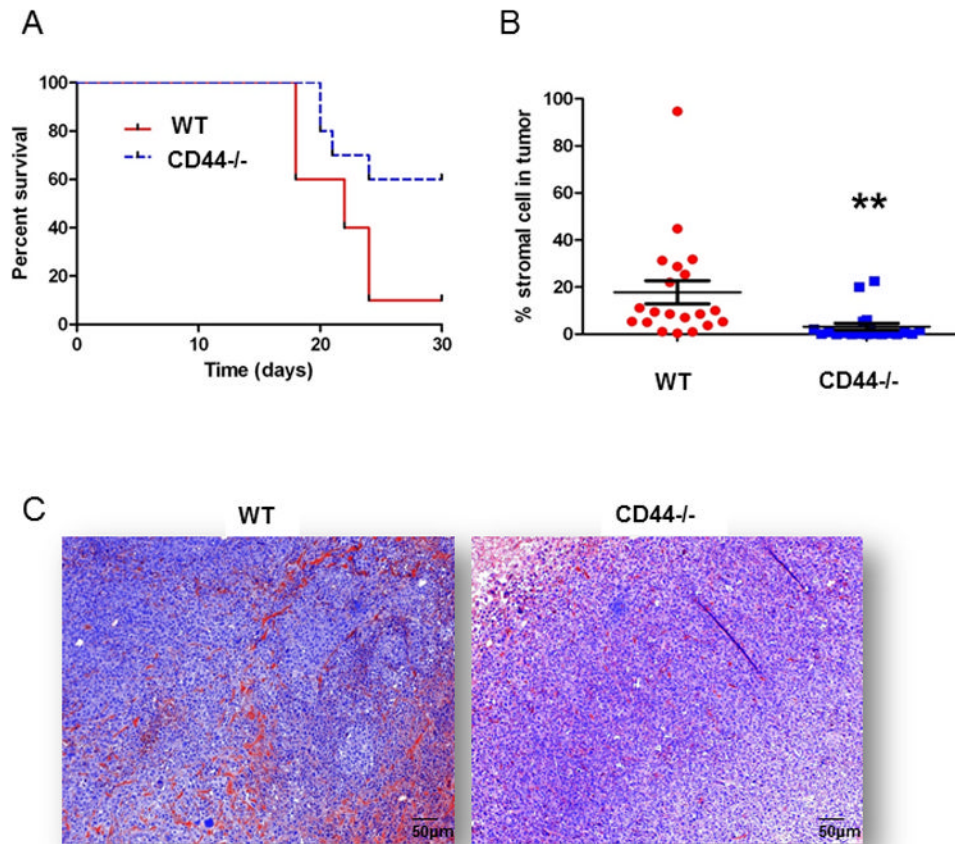 A
Percent survival
100
80
60
40
20
0
WT
CD44-/-
0 10 20 30
Time (days)
B
% stromal cell in tumor
100
80
60
40
20
0
**
WT CD44-/-
C
WT CD44-/-
50µm 50µm